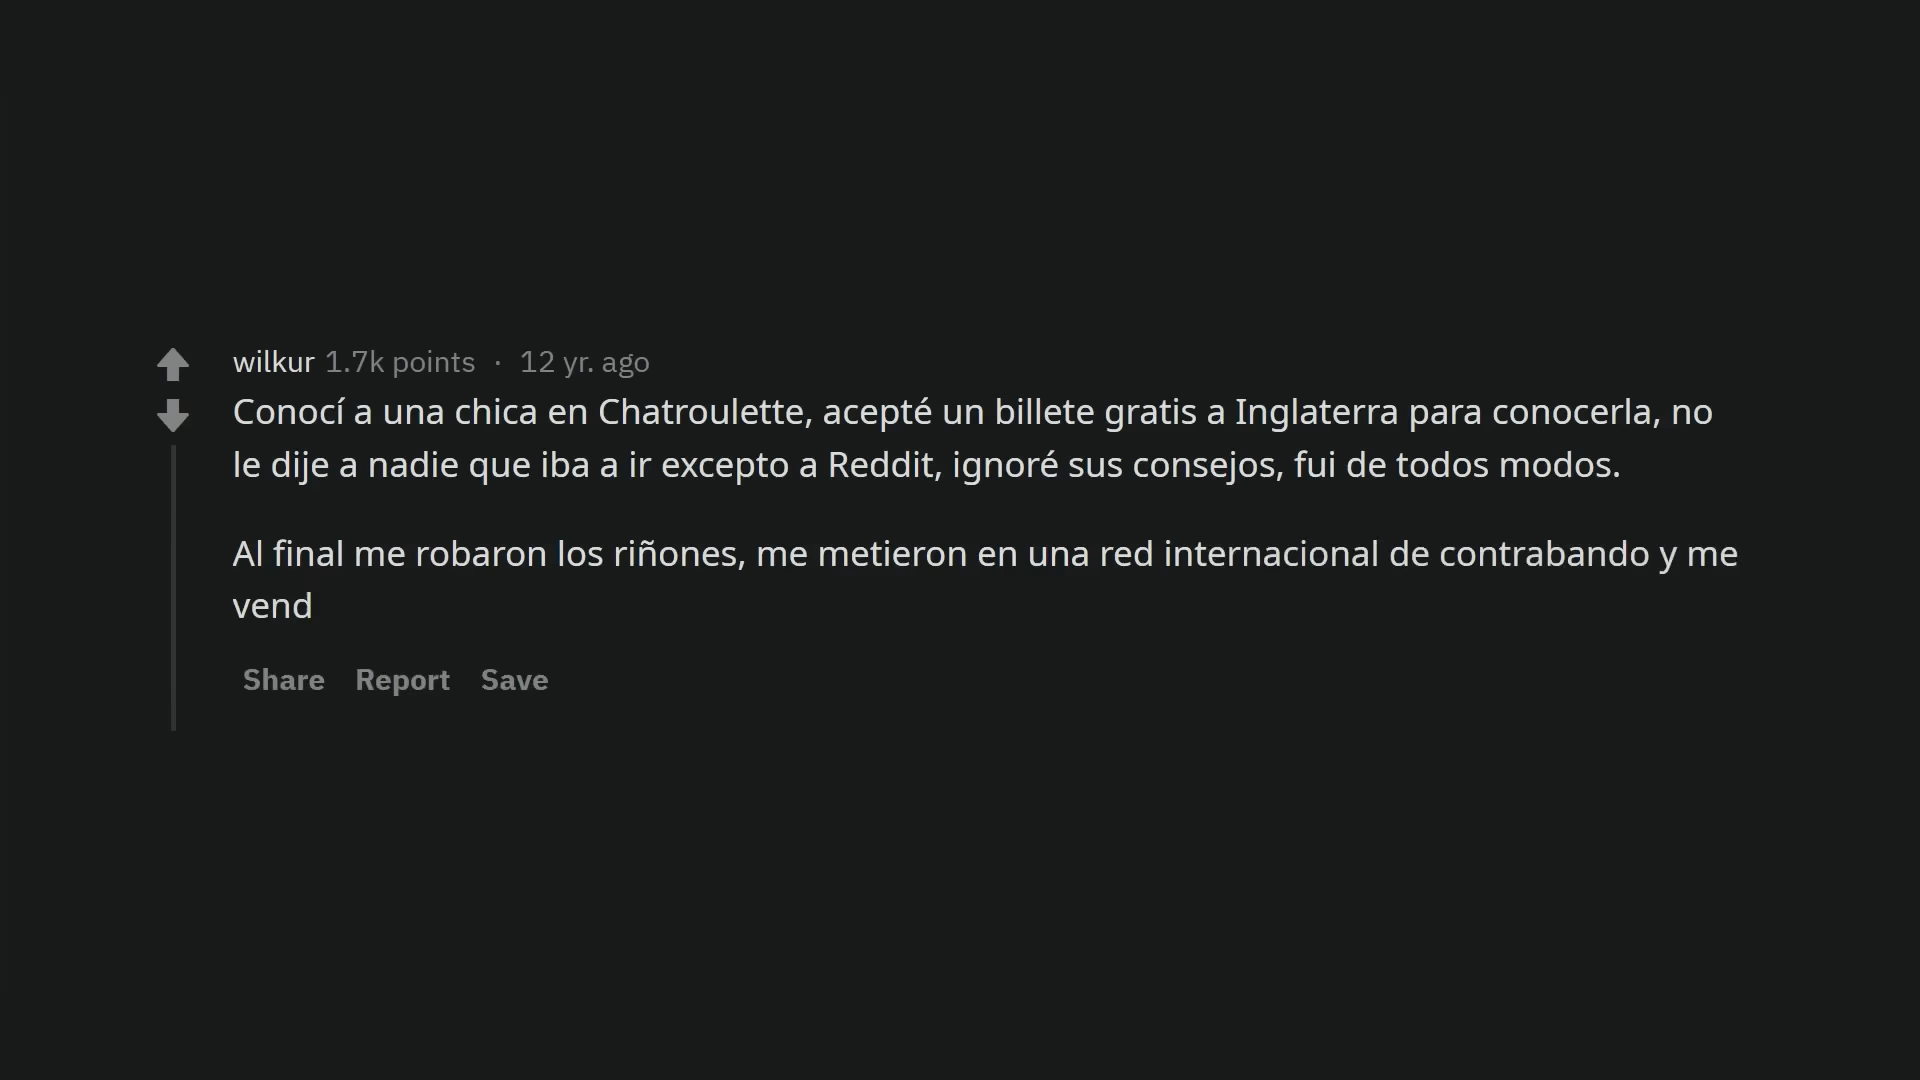 wilkur 1.7k points · 12 yr. ago
Conocí a una chica en Chatroulette, acepté un billete gratis a Inglaterra para conocerla, no
le dije a nadie que iba a ir excepto a Reddit, ignoré sus consejos, fui de todos modos.
Al final me robaron los riñones, me metieron en una red internacional de contrabando y me
vend
Share Report Save